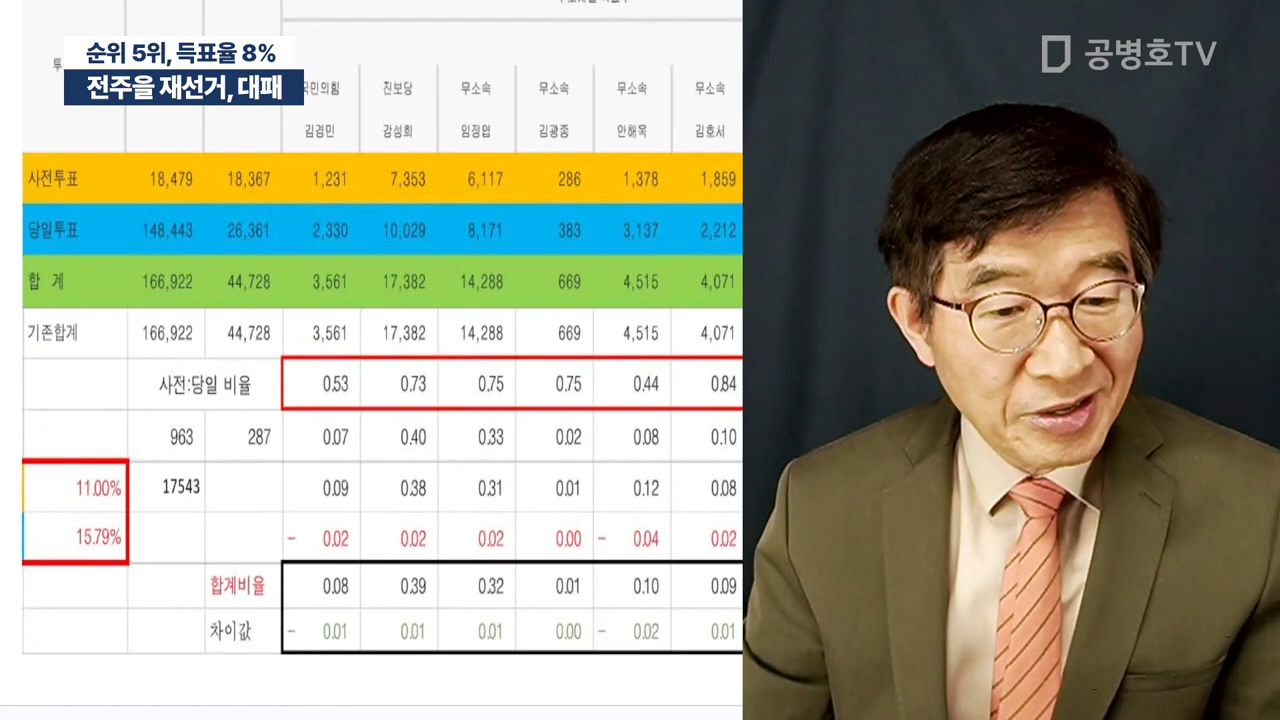 순위 5위, 득표율 8%
전주을 재선거, 대패
공병호TV
투
국민의힘 진보당 무소속 무소속 무소속 무소속
김경민 강성희 임정엽 김광종 안해욱 김호서
사전투표 18,479 18,367 1,231 7,353 6,117 286 1,378 1,859
당일투표 148,443 26,361 2,330 10,029 8,171 383 3,137 2,212
합 계 166,922 44,728 3,561 17,382 14,288 669 4,515 4,071
기존합계 166,922 44,728 3,561 17,382 14,288 669 4,515 4,071
사전:당일 비율 0.53 0.73 0.75 0.75 0.44 0.84
963 287 0.07 0.40 0.33 0.02 0.08 0.10
11.00% 17543 0.09 0.38 0.31 0.01 0.12 0.08
15.79% - 0.02 0.02 0.02 0.00 - 0.04 0.02
합계비율 0.08 0.39 0.32 0.01 0.10 0.09
차이값 - 0.01 0.01 0.01 0.00 - 0.02 0.01